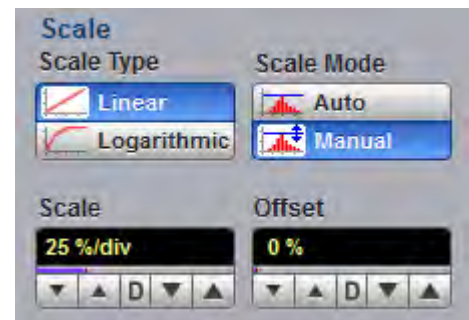 Scale
Scale Type Scale Mode
Linear Auto
Logarithmic Manual
Scale Offset
25 %/div 0 %
D D